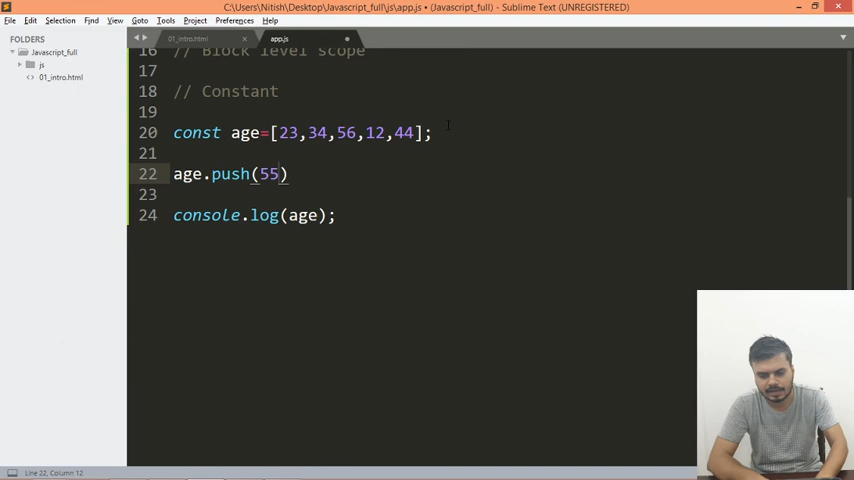 C:\Users\Nitish\Desktop\Javascript_full\js\app.js • (Javascript_full) - Sublime Text (UNREGISTERED)
File Edit Selection Find View Goto Tools Project Preferences Help
FOLDERS
Javascript_full
js
01_intro.html
01_intro.html
app.js
16 // Block level scope
17
18 // Constant
19
20 const age=[23,34,56,12,44];
21
22 age.push(55)
23
24 console.log(age);
Line 22, Column 12